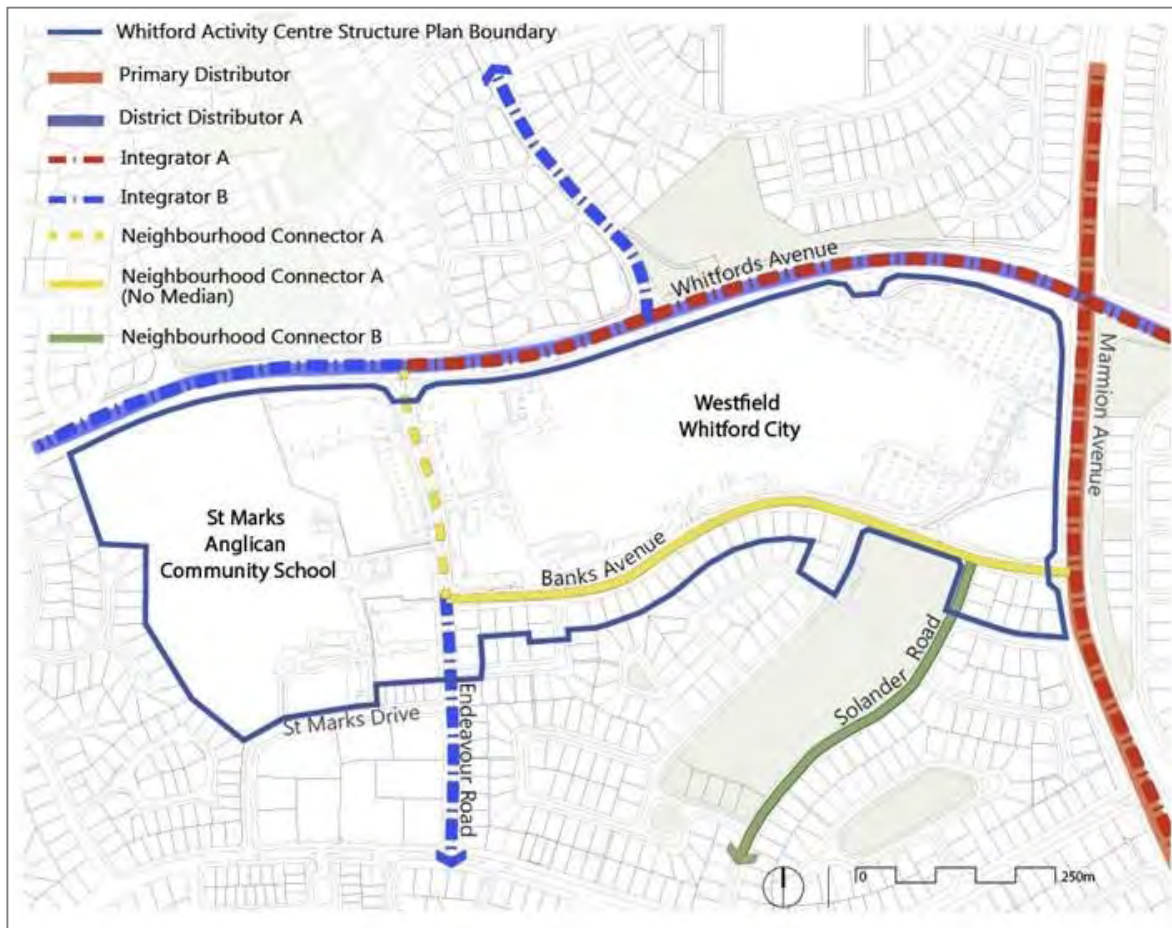 Whitford Activity Centre Structure Plan Boundary
Primary Distributor
District Distributor A
Integrator A
Integrator B
Neighbourhood Connector A
Neighbourhood Connector A
(No Median)
Neighbourhood Connector B
Whitfords Avenue
Marmion Avenue
Westfield
Whitford City
St Marks
Anglican
Community School
Banks Avenue
Solander Road
St Marks Drive
Endeavour Road
0 250m